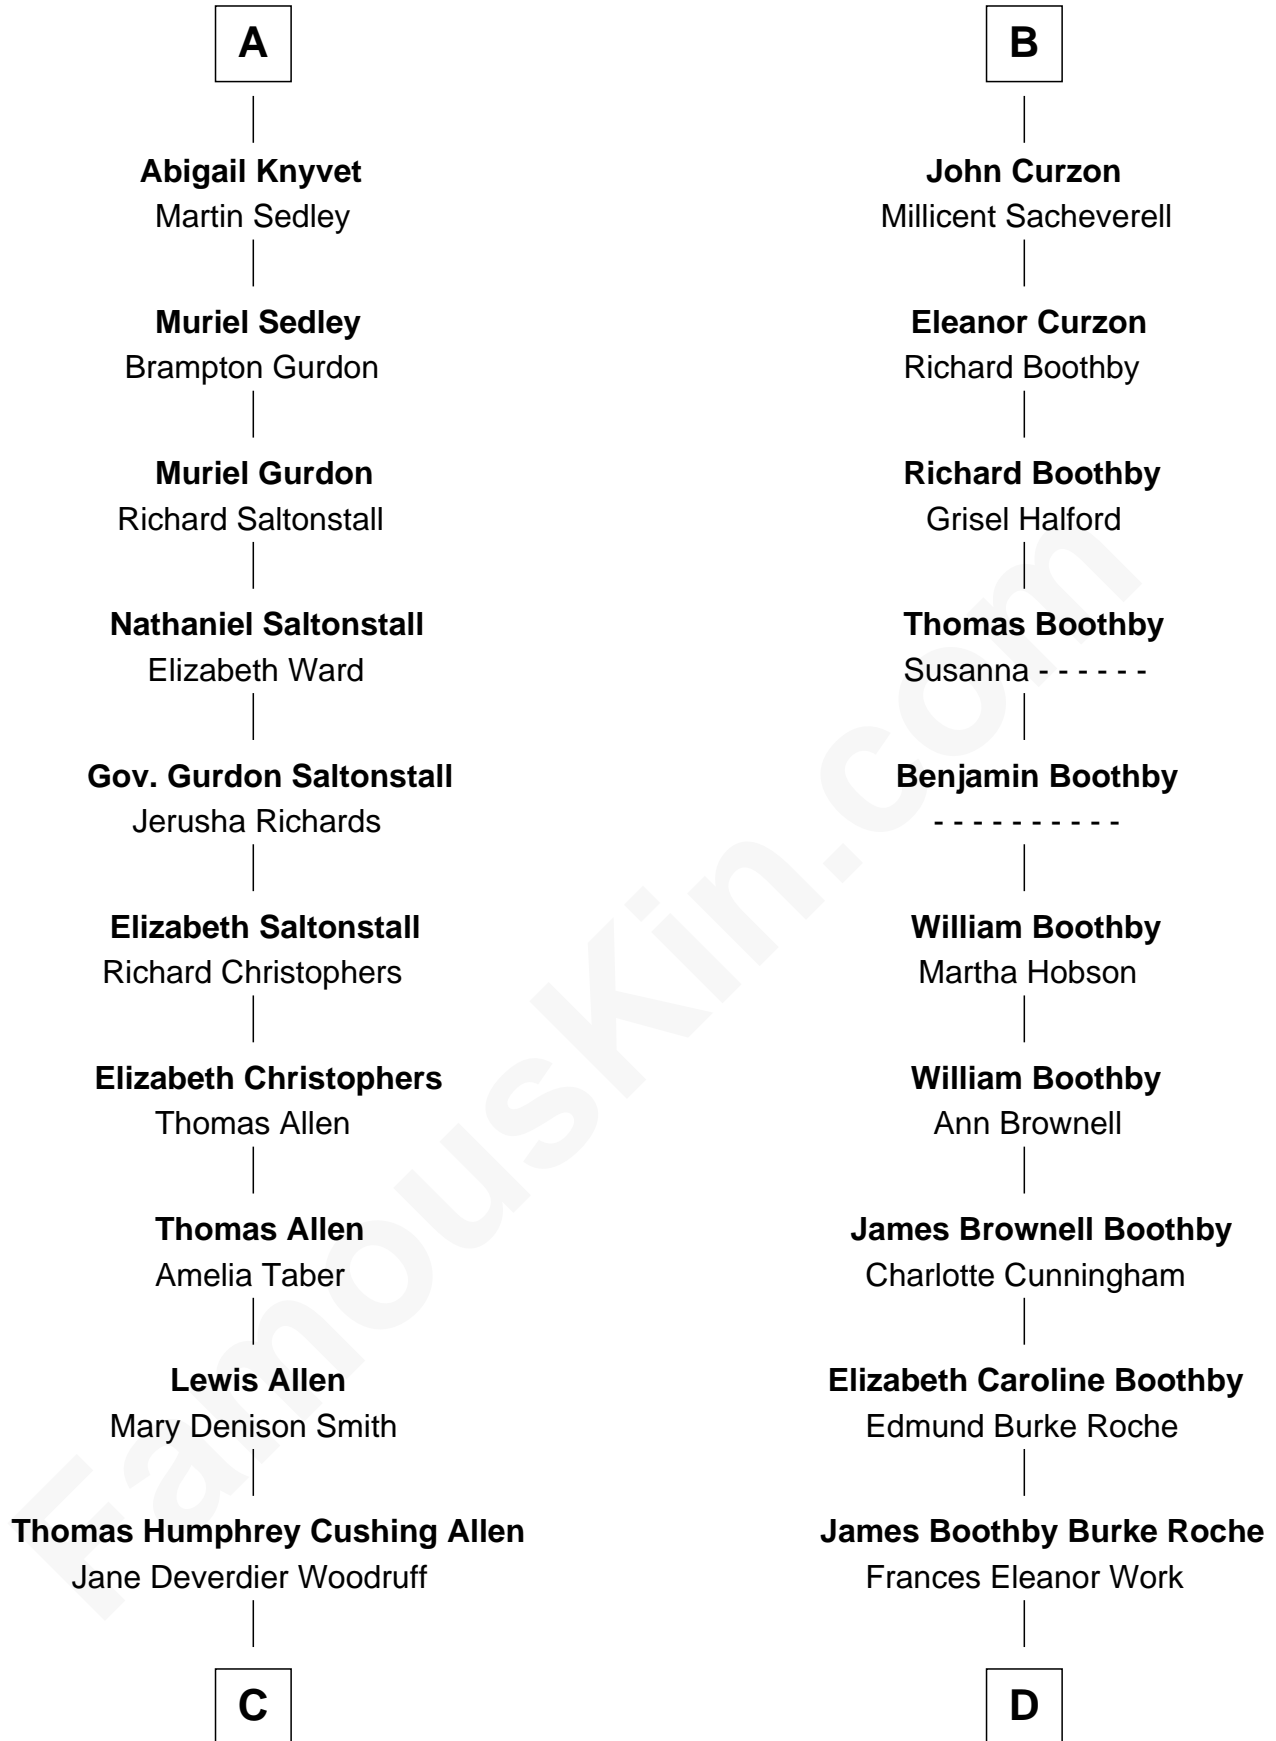 A
Abigail Knyvet
Martin Sedley
Muriel Sedley
Brampton Gurdon
Muriel Gurdon
Richard Saltonstall
Nathaniel Saltonstall
Elizabeth Ward
Gov. Gurdon Saltonstall
Jerusha Richards
Elizabeth Saltonstall
Richard Christophers
Elizabeth Christophers
Thomas Allen
Thomas Allen
Amelia Taber
Lewis Allen
Mary Denison Smith
Thomas Humphrey Cushing Allen
Jane Deverdier Woodruff
C
B
John Curzon
Millicent Sacheverell
Eleanor Curzon
Richard Boothby
Richard Boothby
Grisel Halford
Thomas Boothby
Susanna - - - - - -
Benjamin Boothby
- - - - - - - - - -
William Boothby
Martha Hobson
William Boothby
Ann Brownell
James Brownell Boothby
Charlotte Cunningham
Elizabeth Caroline Boothby
Edmund Burke Roche
James Boothby Burke Roche
Frances Eleanor Work
D
FamousKin.com